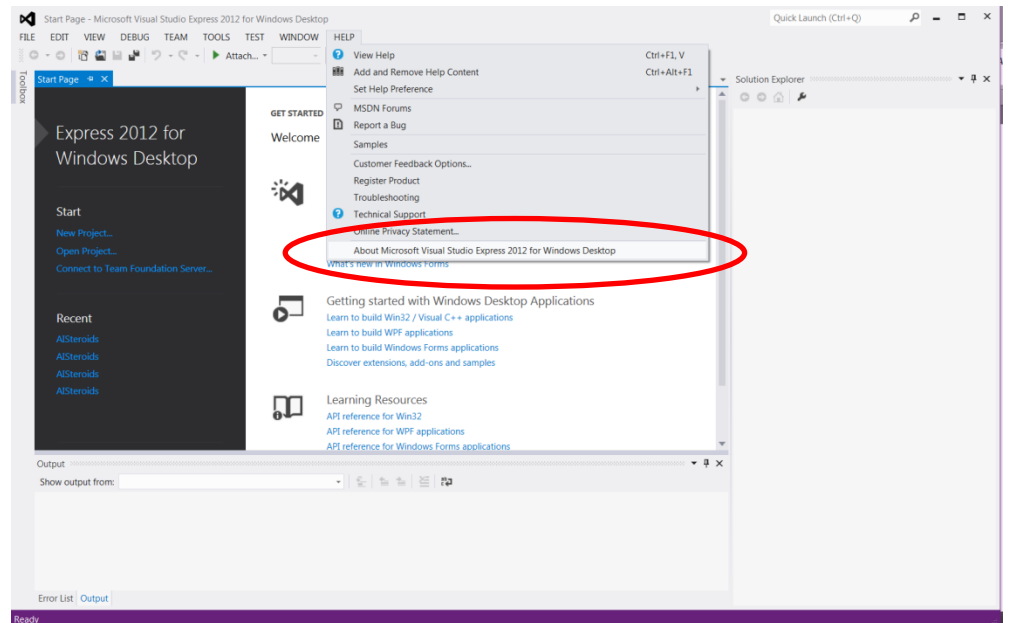 Start Page - Microsoft Visual Studio Express 2012 for Windows Desktop
Quick Launch (Ctrl+Q)
FILE EDIT VIEW DEBUG TEAM TOOLS TEST WINDOW HELP
Attach...
Toolbox
Start Page
Express 2012 for
Windows Desktop
Start
New Project...
Open Project...
Connect to Team Foundation Server...
Recent
AISteroids
AISteroids
AISteroids
AISteroids
GET STARTED
Welcome
View Help Ctrl+F1, V
Add and Remove Help Content Ctrl+Alt+F1
Set Help Preference
MSDN Forums
Report a Bug
Samples
Customer Feedback Options...
Register Product
Troubleshooting
Technical Support
Online Privacy Statement...
About Microsoft Visual Studio Express 2012 for Windows Desktop
What's new in Windows Forms
Getting started with Windows Desktop Applications
Learn to build Win32 / Visual C++ applications
Learn to build WPF applications
Learn to build Windows Forms applications
Discover extensions, add-ons and samples
Learning Resources
API reference for Win32
API reference for WPF applications
API reference for Windows Forms applications
Solution Explorer
Output
Show output from:
Error List Output
Ready